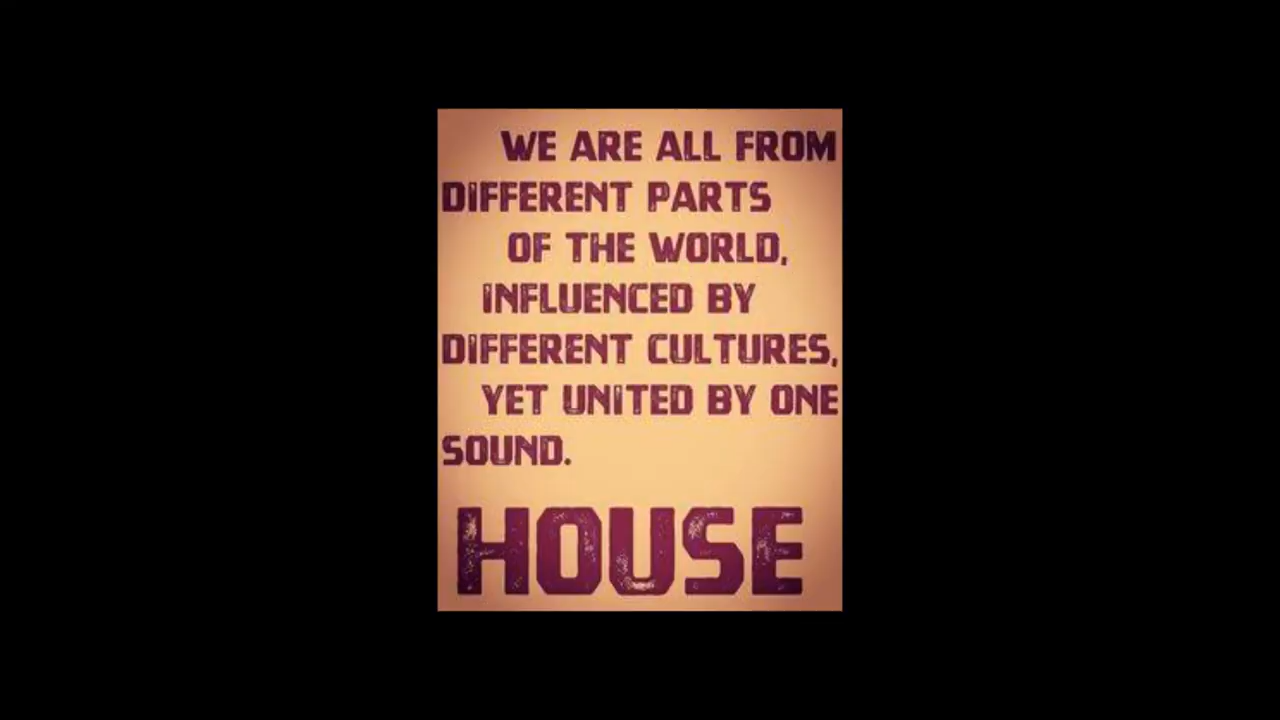 WE ARE ALL FROM
DIFFERENT PARTS
OF THE WORLD,
INFLUENCED BY
DIFFERENT CULTURES,
YET UNITED BY ONE
SOUND.
HOUSE